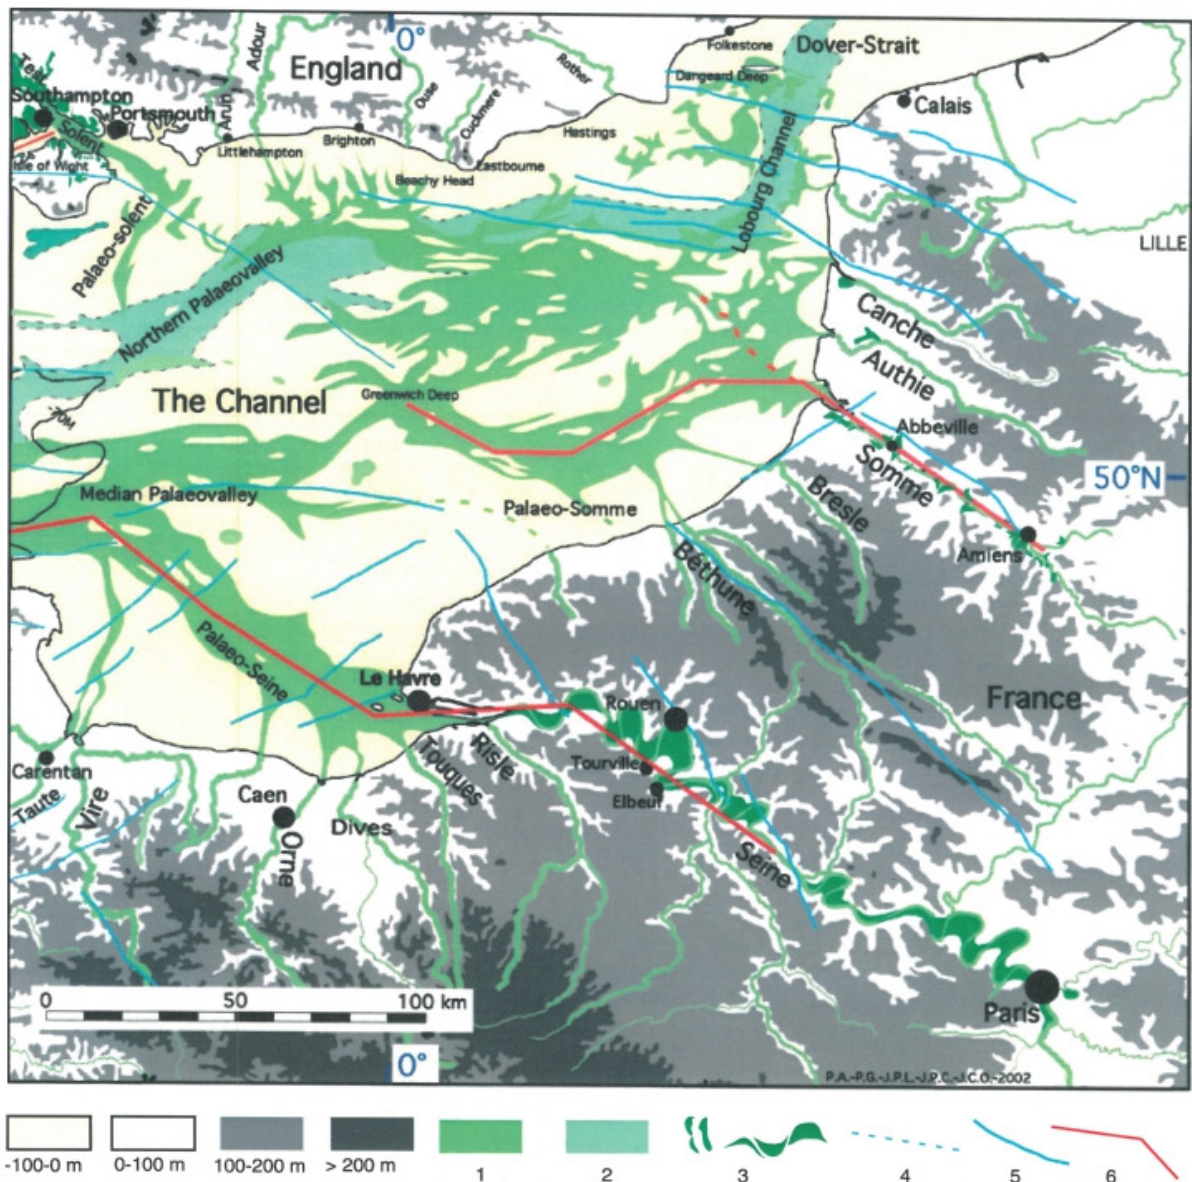 0°
Folkestone
Dover-Strait
Adour
England
Dangeard Deep
Rother
Ouse
Cuckmere
Calais
Test
Southampton
Portsmouth
Solent
Arun
Brighton
Hastings
Littlehampton
Isle of Wight
Eastbourne
Beachy Head
Lobourg Channel
Palaeo-solent
LILLE
Northern Palaeovalley
Canche
Authie
The Channel
Greenwich Deep
-70M
Abbeville
Somme
50°N
Median Palaeovalley
Palaeo-Somme
Bresle
Amiens
Béthune
Palaeo-Seine
Le Havre
Rouen
France
Risle
Touques
Tourville
Elbeuf
Carentan
Taute
Vire
Caen
Orne
Dives
Seine
0 50 100 km
Paris
0°
P.A.-P.G.-J.P.L.-J.P.C.-J.C.O.-2002
-100-0 m 0-100 m 100-200 m > 200 m 1 2 3 4 5 6